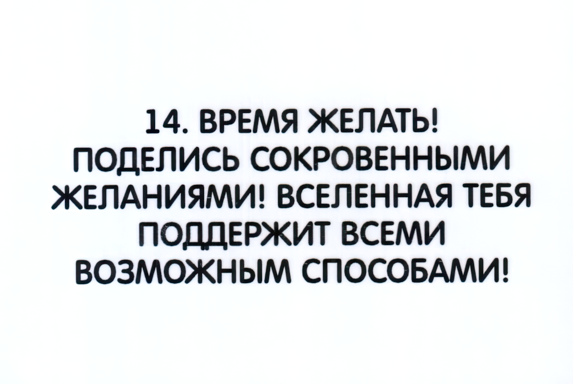 14. ВРЕМЯ ЖЕЛАТЬ!
ПОДЕЛИСЬ СОКРОВЕННЫМИ
ЖЕЛАНИЯМИ! ВСЕЛЕННАЯ ТЕБЯ
ПОДДЕРЖИТ ВСЕМИ
ВОЗМОЖНЫМ СПОСОБАМИ!